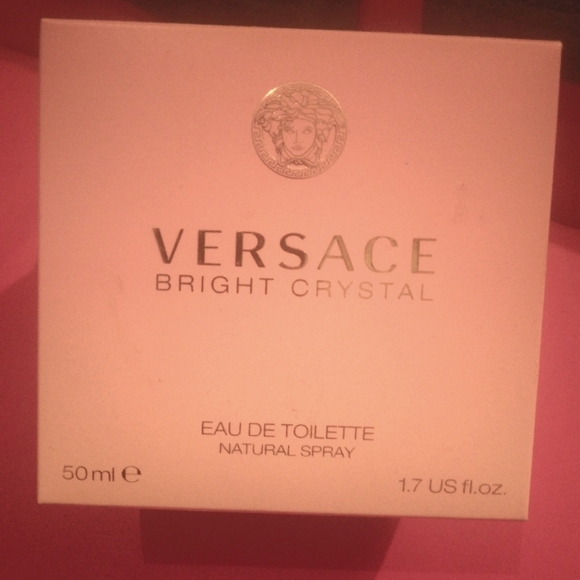 VERSACE
BRIGHT CRYSTAL
EAU DE TOILETTE
NATURAL SPRAY
50 ml ℮
1.7 US fl.oz.